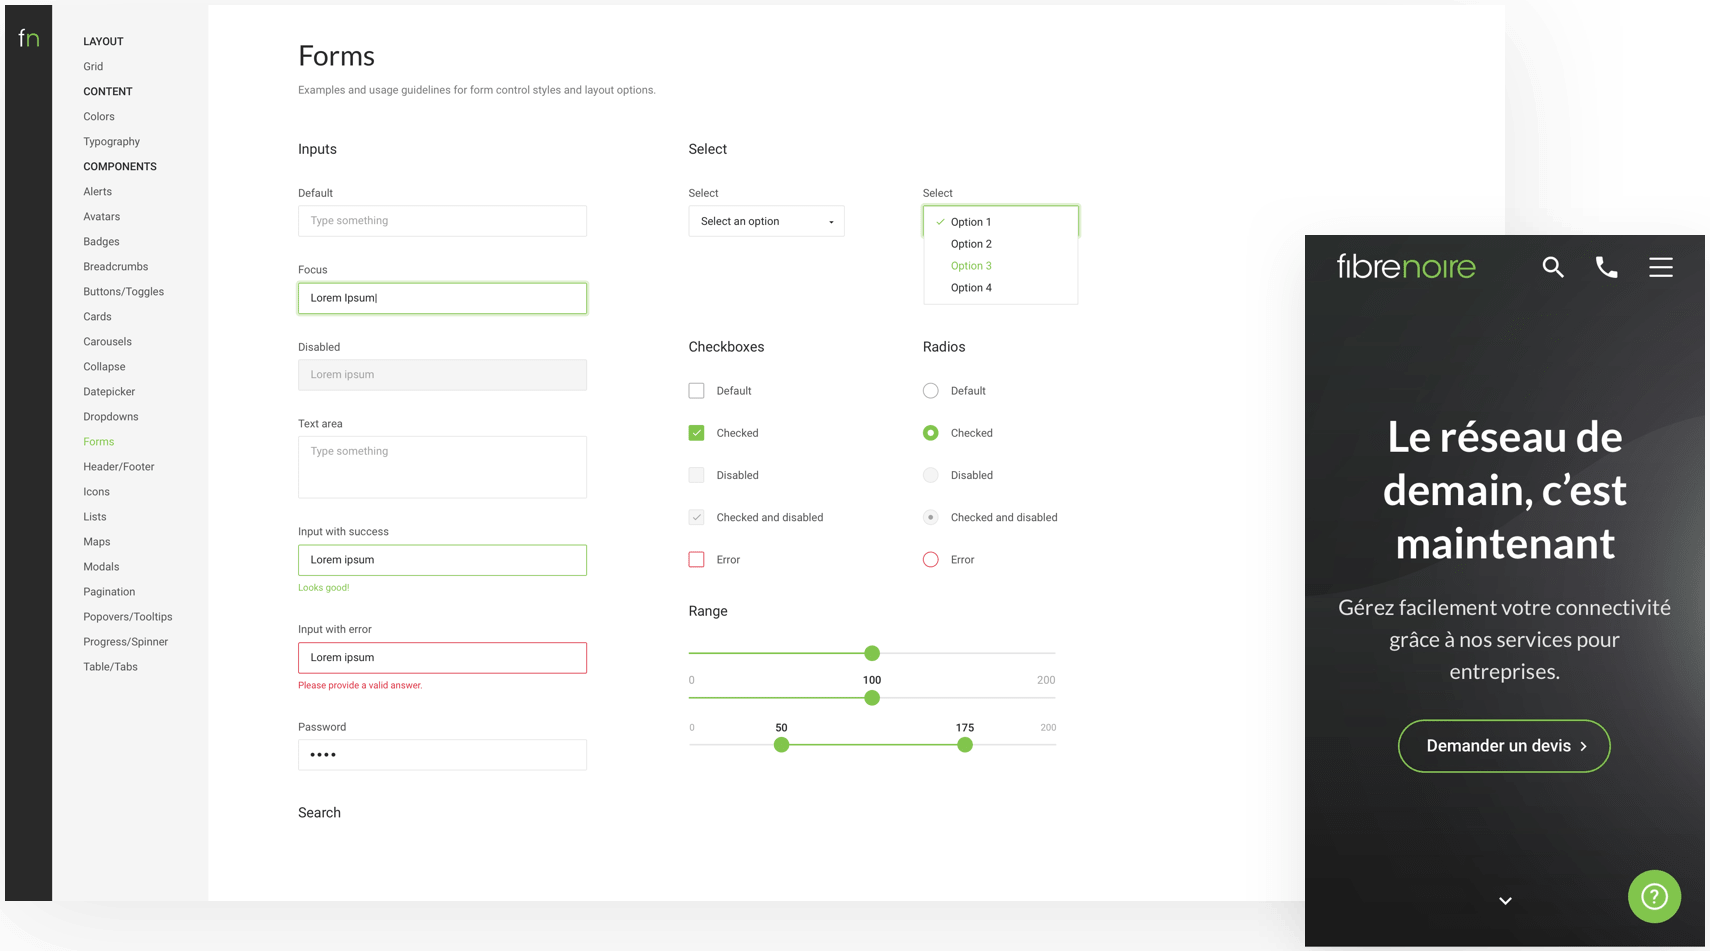 fn
LAYOUT
Grid
CONTENT
Colors
Typography
COMPONENTS
Alerts
Avatars
Badges
Breadcrumbs
Buttons/Toggles
Cards
Carousels
Collapse
Datepicker
Dropdowns
Forms
Header/Footer
Icons
Lists
Maps
Modals
Pagination
Popovers/Tooltips
Progress/Spinner
Table/Tabs
Forms
Examples and usage guidelines for form control styles and layout options.
Inputs
Default
Type something
Focus
Lorem Ipsum
Disabled
Lorem ipsum
Text area
Type something
Input with success
Lorem ipsum
Looks good!
Input with error
Lorem ipsum
Please provide a valid answer.
Password
Search
Select
Select
Select an option
Select
Option 1
Option 2
Option 3
Option 4
Checkboxes
Default
Checked
Disabled
Checked and disabled
Error
Radios
Default
Checked
Disabled
Checked and disabled
Error
Range
0 100 200
0 50 175 200
fibrenoire
Le réseau de
demain, c’est
maintenant
Gérez facilement votre connectivité
grâce à nos services pour
entreprises.
Demander un devis
?